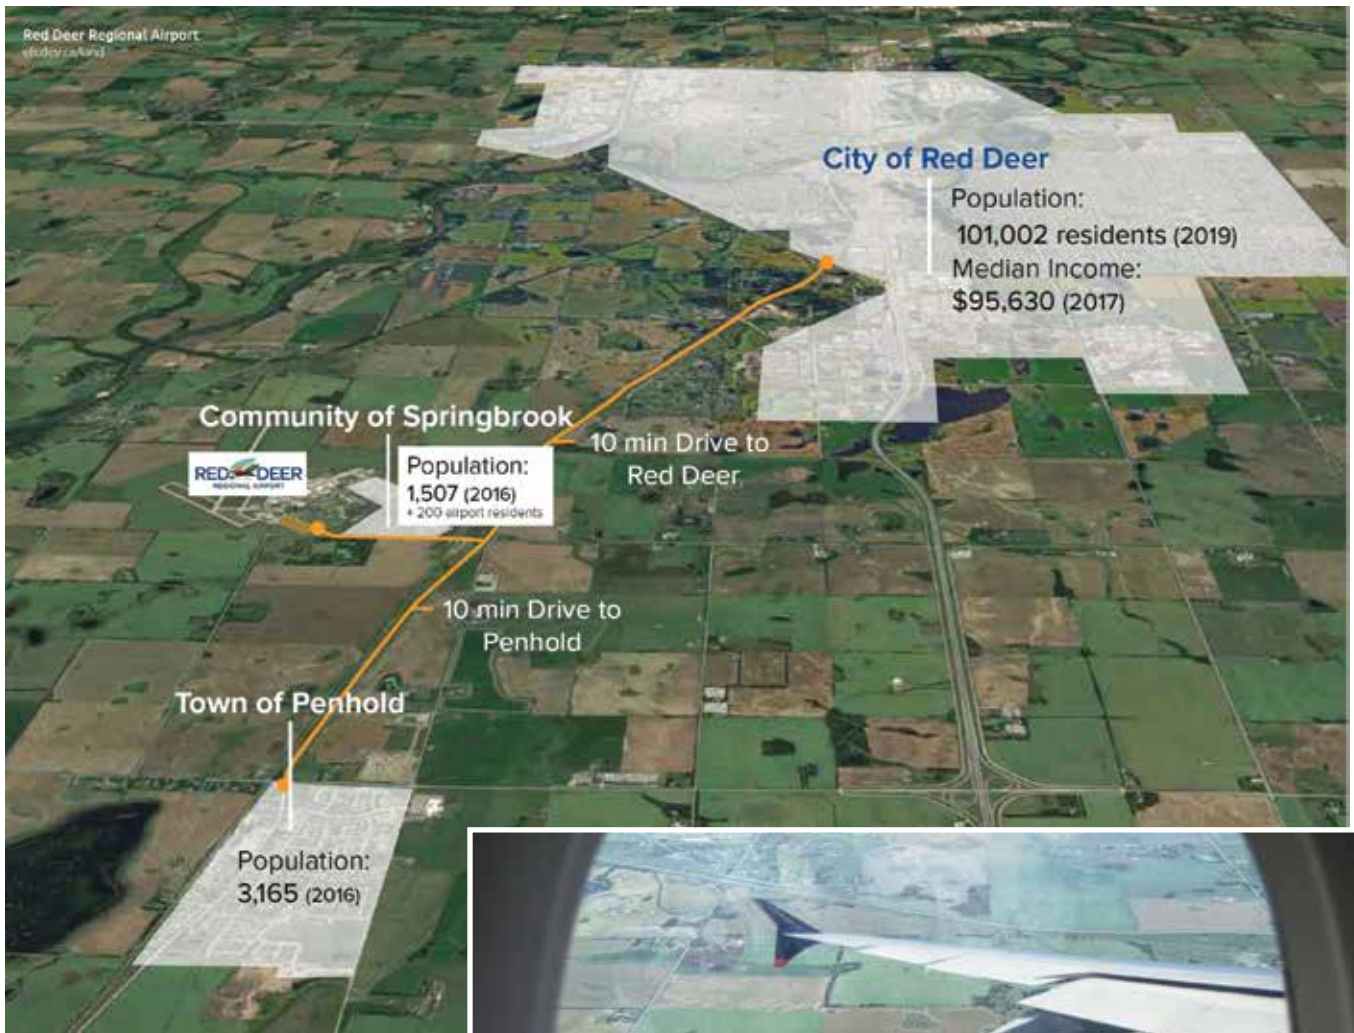 Red Deer Regional Airport
City of Red Deer
Population:
101,002 residents (2019)
Median Income:
$95,630 (2017)
Community of Springbrook
RED DEER
REGIONAL AIRPORT
Population:
1,507 (2016)
+ 200 airport residents
10 min Drive to
Red Deer
10 min Drive to
Penhold
Town of Penhold
Population:
3,165 (2016)